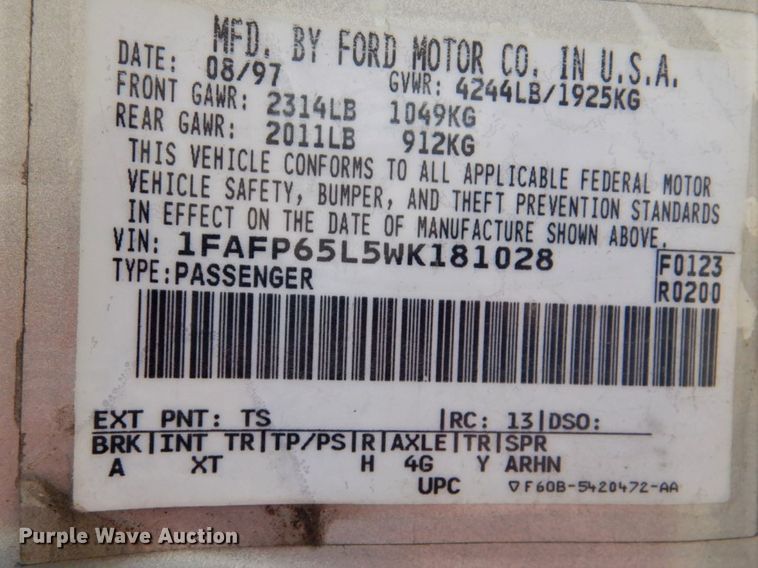 MFD. BY FORD MOTOR CO. IN U.S.A.
DATE: 08/97 GVWR: 4244LB/1925KG
FRONT GAWR: 2314LB 1049KG
REAR GAWR: 2011LB 912KG
THIS VEHICLE CONFORMS TO ALL APPLICABLE FEDERAL MOTOR
VEHICLE SAFETY, BUMPER, AND THEFT PREVENTION STANDARDS
IN EFFECT ON THE DATE OF MANUFACTURE SHOWN ABOVE.
VIN: 1FAFP65L5WK181028 F0123
TYPE: PASSENGER R0200
EXT PNT: TS |RC: 13|DSO:
BRK|INT TR|TP/PS|R|AXLE|TR|SPR
A XT H 4G Y ARHN
UPC ▽F60B-5420472-AA
Purple Wave Auction